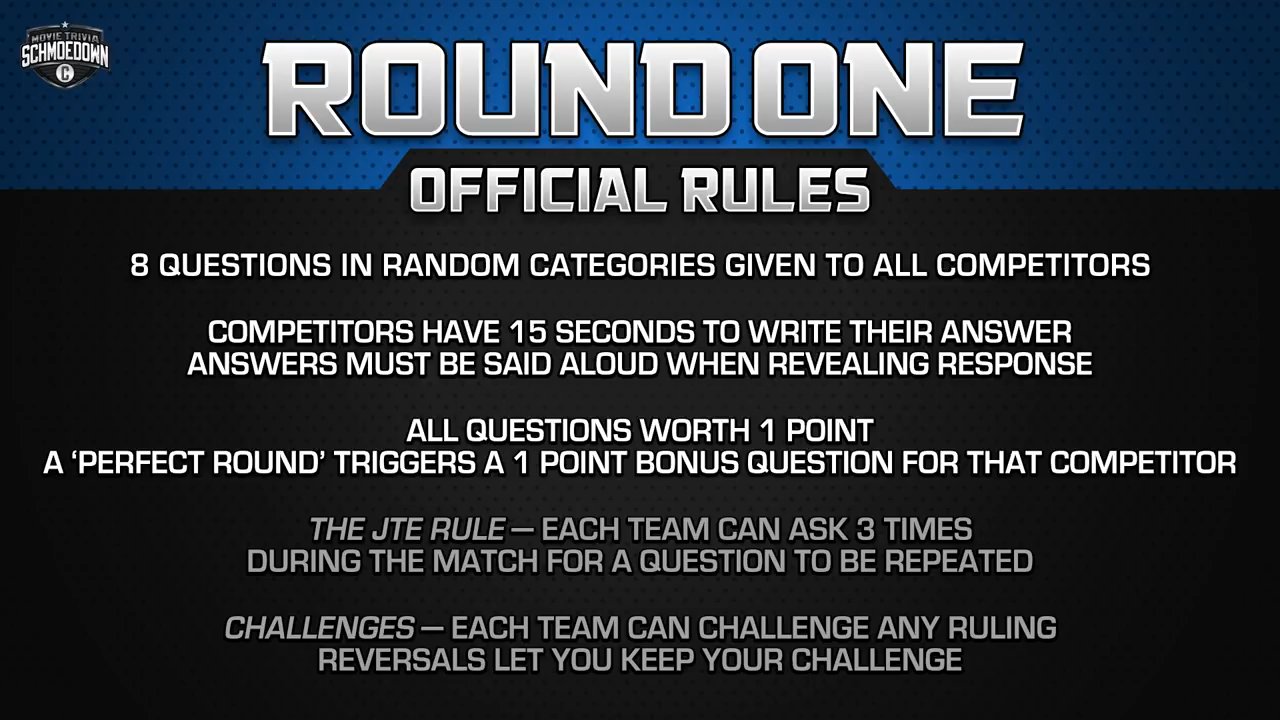 MOVIE TRIVIA
SCHMOEDOWN
C
ROUND ONE
OFFICIAL RULES
8 QUESTIONS IN RANDOM CATEGORIES GIVEN TO ALL COMPETITORS
COMPETITORS HAVE 15 SECONDS TO WRITE THEIR ANSWER
ANSWERS MUST BE SAID ALOUD WHEN REVEALING RESPONSE
ALL QUESTIONS WORTH 1 POINT
A ‘PERFECT ROUND’ TRIGGERS A 1 POINT BONUS QUESTION FOR THAT COMPETITOR
THE JTE RULE – EACH TEAM CAN ASK 3 TIMES
DURING THE MATCH FOR A QUESTION TO BE REPEATED
CHALLENGES – EACH TEAM CAN CHALLENGE ANY RULING
REVERSALS LET YOU KEEP YOUR CHALLENGE